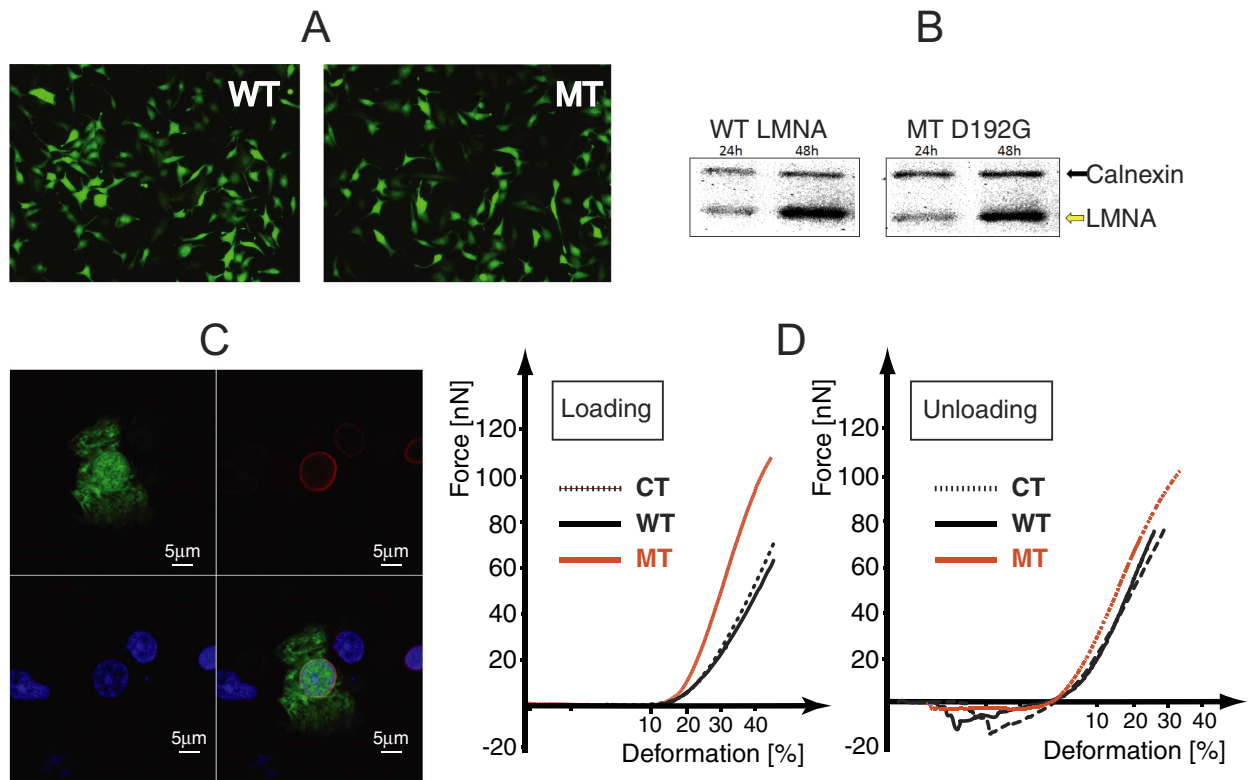 A
WT
MT
B
WT LMNA
MT D192G
24h
48h
24h
48h
Calnexin
LMNA
C
5μm
5μm
5μm
5μm
D
Force [nN]
Loading
CT
WT
MT
120
100
80
60
40
20
-20
10 20 30 40
Deformation [%]
Force [nN]
Unloading
CT
WT
MT
120
100
80
60
40
20
-20
10 20 30 40
Deformation [%]